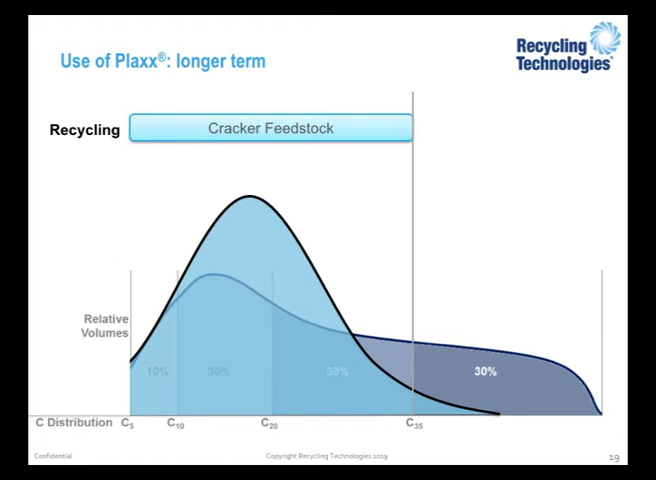 Use of Plaxx®: longer term
Recycling
Technologies
Recycling
Cracker Feedstock
Relative
Volumes
10%
30%
30%
30%
C Distribution
C₅
C₁₀
C₂₀
C₃₅
Confidential
Copyright Recycling Technologies 2019
19